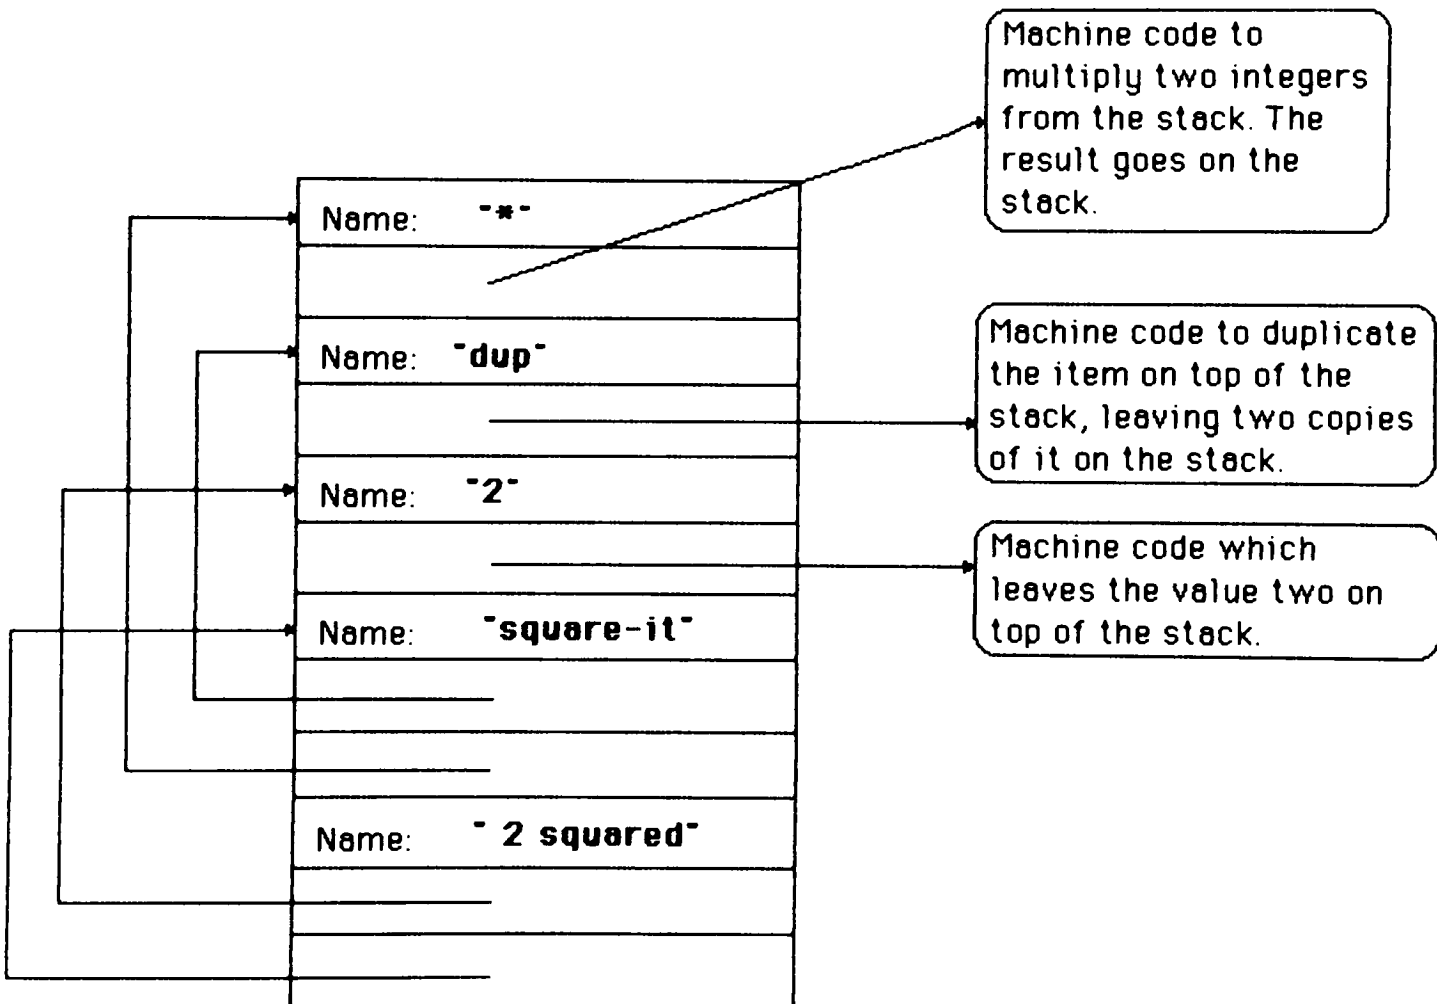 Machine code to
multiply two integers
from the stack. The
result goes on the
stack.
Name: "*"
Name: "dup"
Machine code to duplicate
the item on top of the
stack, leaving two copies
of it on the stack.
Name: "2"
Machine code which
leaves the value two on
top of the stack.
Name: "square-it"
Name: " 2 squared"